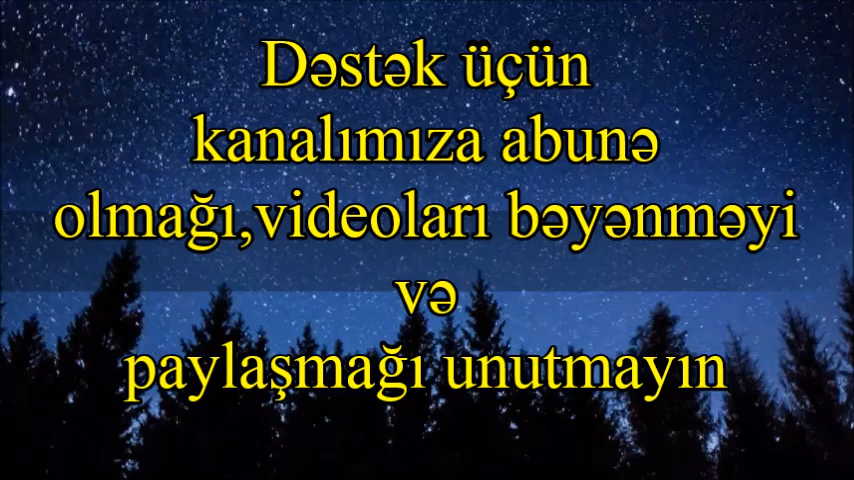 Dəstək üçün
kanalımıza abunə
olmağı,videoları bəyənməyi
və
paylaşmağı unutmayın